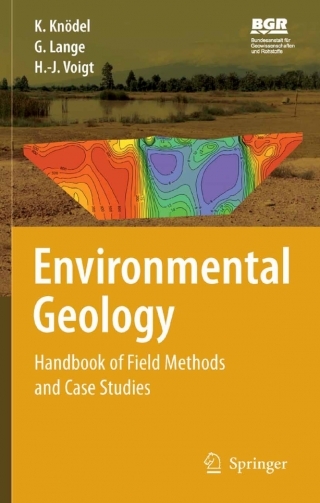 K. Knödel
G. Lange
H.-J. Voigt
BGR
Bundesanstalt für
Geowissenschaften
und Rohstoffe
Environmental
Geology
Handbook of Field Methods
and Case Studies
Springer